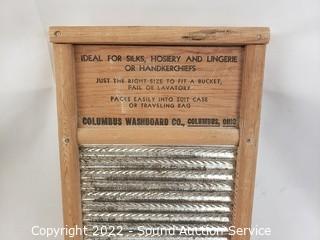 IDEAL FOR SILKS, HOSIERY AND LINGERIE
OR HANDKERCHIEFS
JUST THE RIGHT SIZE TO FIT A BUCKET,
PAIL OR LAVATORY
PACKS EASILY INTO SUIT CASE
OR TRAVELING BAG
COLUMBUS WASHBOARD CO., COLUMBUS, OHIO
Copyright 2022 - Sound Auction Service